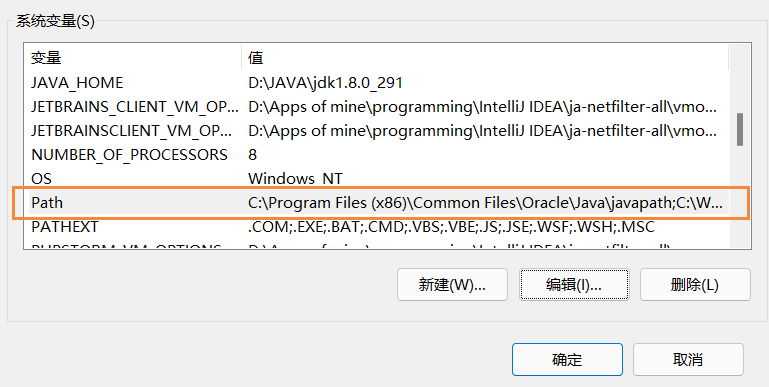 系统变量(S)
变量 值
JAVA_HOME D:\JAVA\jdk1.8.0_291
JETBRAINS_CLIENT_VM_OP... D:\Apps of mine\programming\IntelliJ IDEA\ja-netfilter-all\vmo...
JETBRAINSCLIENT_VM_OP... D:\Apps of mine\programming\IntelliJ IDEA\ja-netfilter-all\vmo...
NUMBER_OF_PROCESSORS 8
OS Windows_NT
Path C:\Program Files (x86)\Common Files\Oracle\Java\javapath;C:\W...
PATHEXT .COM;.EXE;.BAT;.CMD;.VBS;.VBE;.JS;.JSE;.WSF;.WSH;.MSC
新建(W)... 编辑(I)... 删除(L)
确定 取消